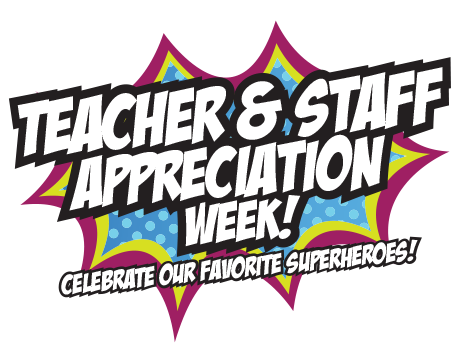 TEACHER & STAFF
APPRECIATION
WEEK!
CELEBRATE OUR FAVORITE SUPERHEROES!